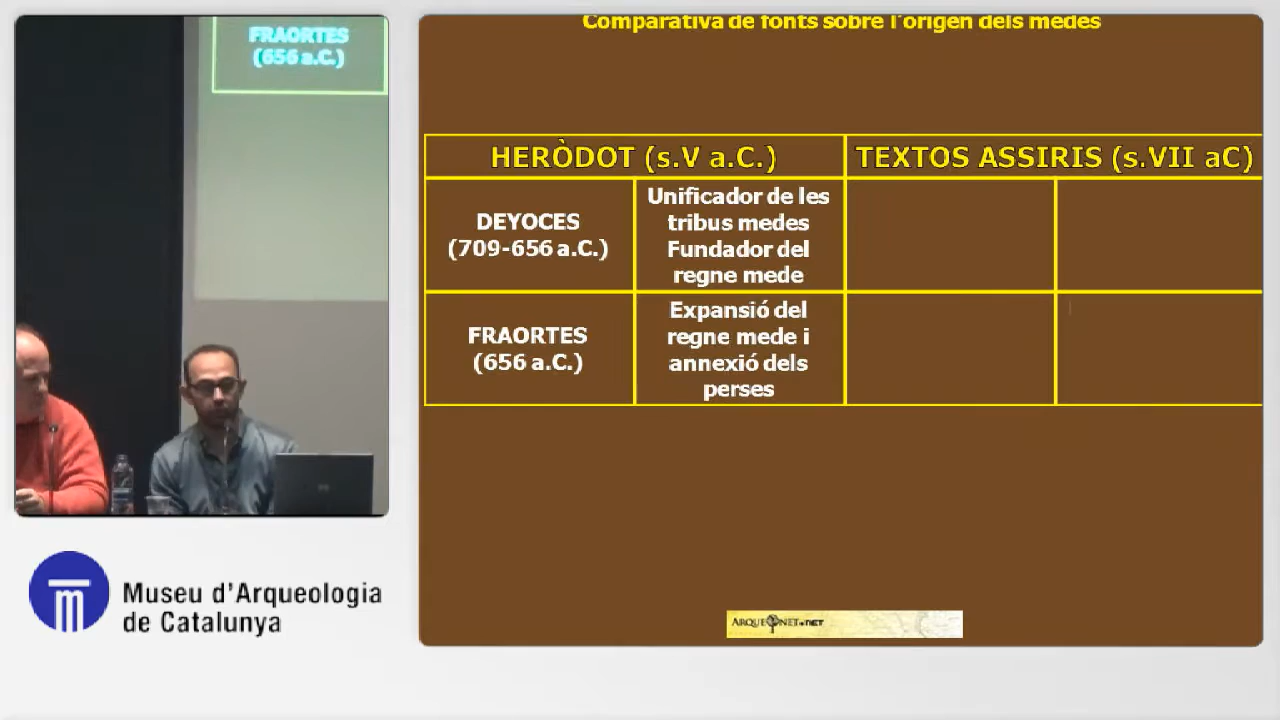 FRAORTES
(656 a.C.)
Comparativa de fonts sobre l'origen dels medes
HERÒDOT (s.V a.C.)
TEXTOS ASSIRIS (s.VII aC)
DEYOCES
(709-656 a.C.)
Unificador de les
tribus medes
Fundador del
regne mede
FRAORTES
(656 a.C.)
Expansió del
regne mede i
annexió dels
perses
Museu d'Arqueologia
de Catalunya
ARQUEONET.NET